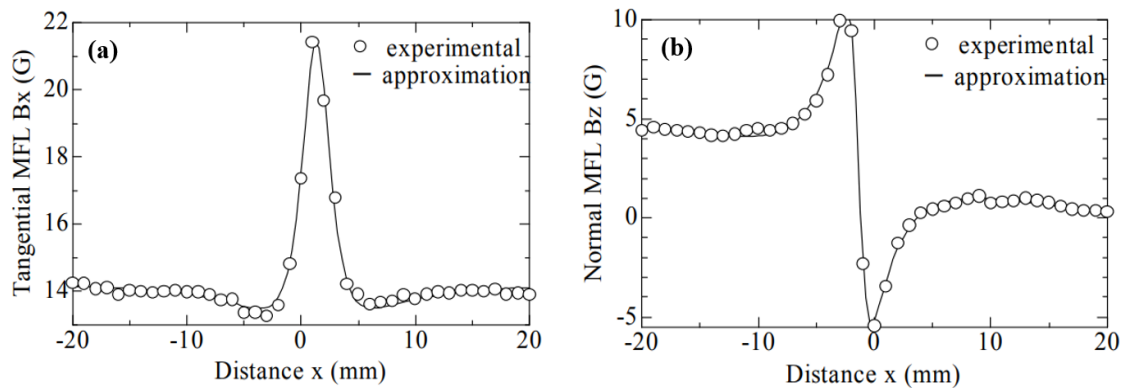 (a)
experimental
approximation
Tangential MFL Bx (G)
22
20
18
16
14
-20
-10
0
10
20
Distance x (mm)
(b)
experimental
approximation
Normal MFL Bz (G)
10
5
0
-5
-20
-10
0
10
20
Distance x (mm)